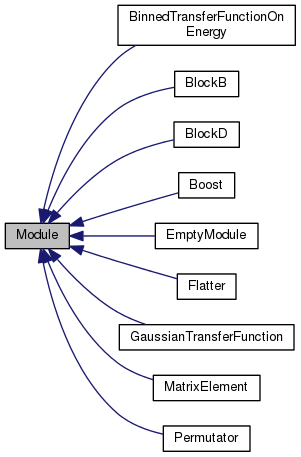 BinnedTransferFunctionOn
Energy
BlockB
BlockD
Boost
Module
EmptyModule
Flatter
GaussianTransferFunction
MatrixElement
Permutator